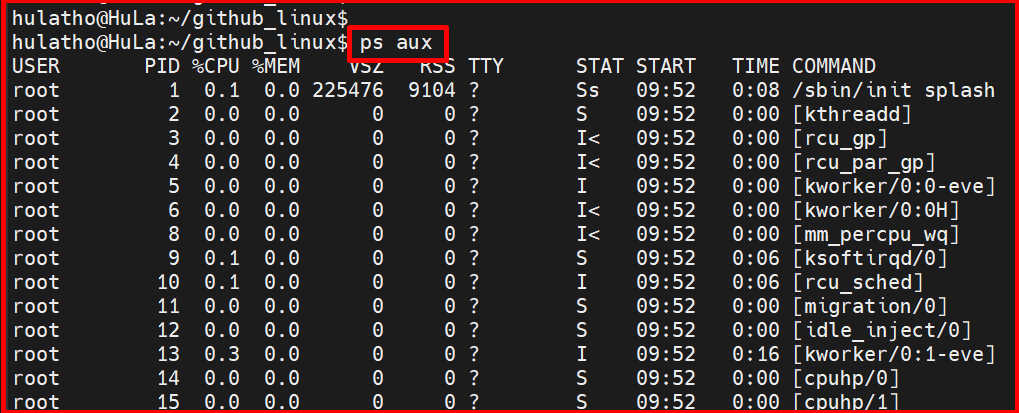 hulatho@HuLa:~/github_linux$
hulatho@HuLa:~/github_linux$ ps aux
USER PID %CPU %MEM VSZ RSS TTY STAT START TIME COMMAND
root 1 0.1 0.0 225476 9104 ? Ss 09:52 0:08 /sbin/init splash
root 2 0.0 0.0 0 0 ? S 09:52 0:00 [kthreadd]
root 3 0.0 0.0 0 0 ? I< 09:52 0:00 [rcu_gp]
root 4 0.0 0.0 0 0 ? I< 09:52 0:00 [rcu_par_gp]
root 5 0.0 0.0 0 0 ? I 09:52 0:00 [kworker/0:0-eve]
root 6 0.0 0.0 0 0 ? I< 09:52 0:00 [kworker/0:0H]
root 8 0.0 0.0 0 0 ? I< 09:52 0:00 [mm_percpu_wq]
root 9 0.1 0.0 0 0 ? S 09:52 0:06 [ksoftirqd/0]
root 10 0.1 0.0 0 0 ? I 09:52 0:06 [rcu_sched]
root 11 0.0 0.0 0 0 ? S 09:52 0:00 [migration/0]
root 12 0.0 0.0 0 0 ? S 09:52 0:00 [idle_inject/0]
root 13 0.3 0.0 0 0 ? I 09:52 0:16 [kworker/0:1-eve]
root 14 0.0 0.0 0 0 ? S 09:52 0:00 [cpuhp/0]
root 15 0.0 0.0 0 0 ? S 09:52 0:00 [cpuhp/1]